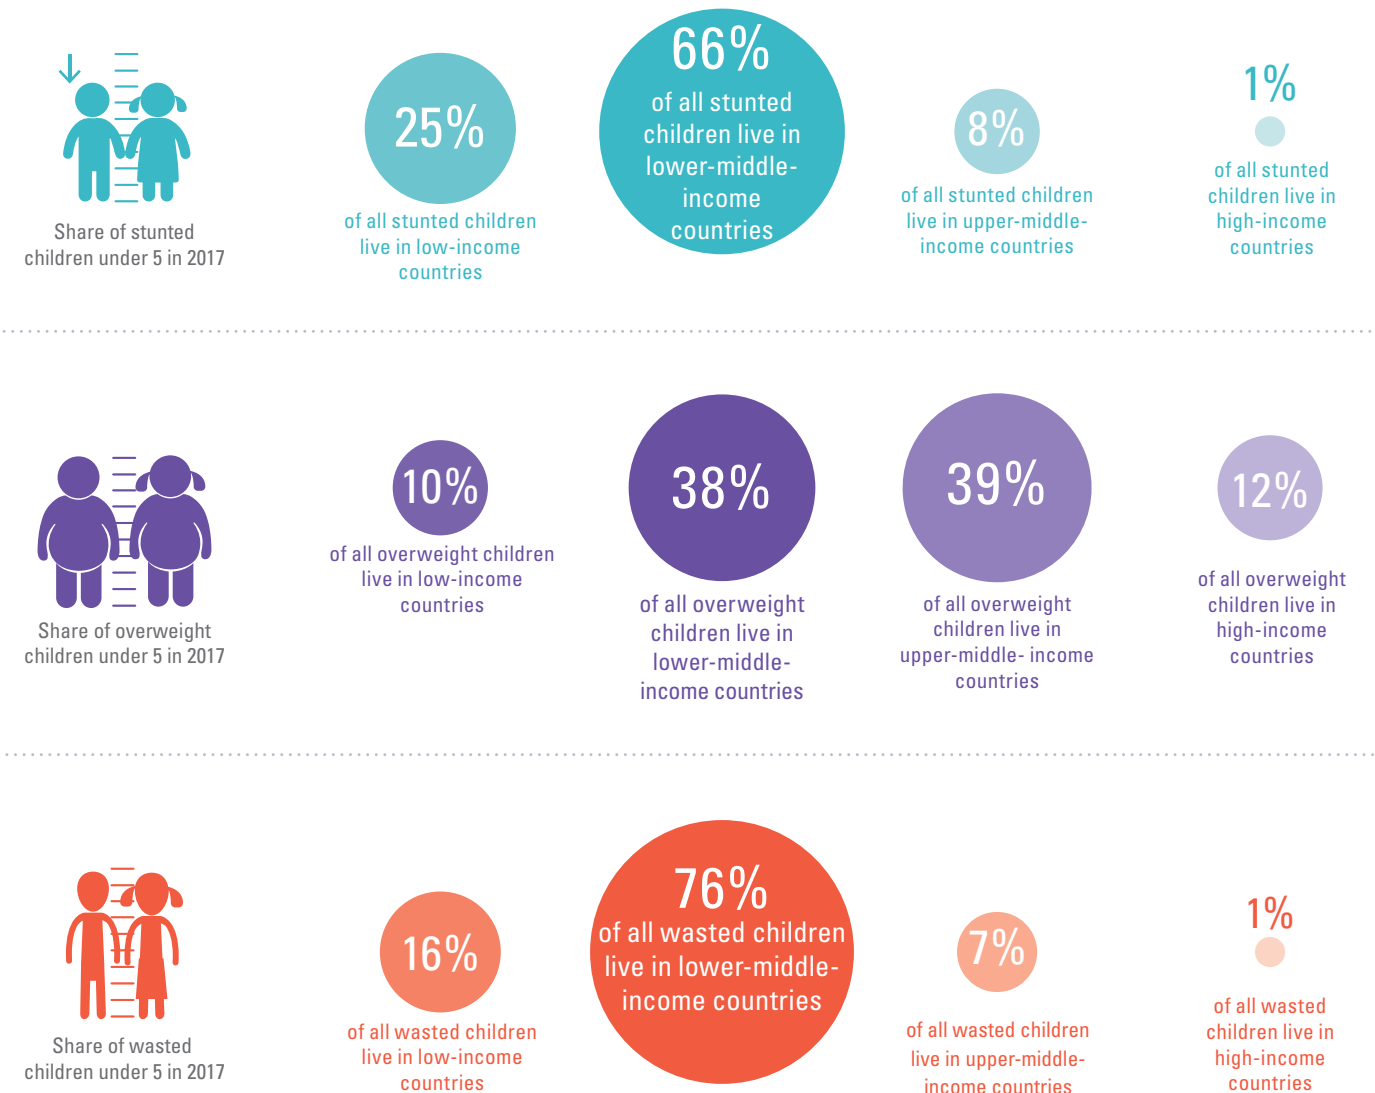 Share of stunted
children under 5 in 2017
25%
of all stunted children
live in low-income
countries
66%
of all stunted
children live in
lower-middle-
income
countries
8%
of all stunted children
live in upper-middle-
income countries
1%
of all stunted
children live in
high-income
countries
Share of overweight
children under 5 in 2017
10%
of all overweight children
live in low-income
countries
38%
of all overweight
children live in
lower-middle-
income countries
39%
of all overweight
children live in
upper-middle- income
countries
12%
of all overweight
children live in
high-income
countries
Share of wasted
children under 5 in 2017
16%
of all wasted children
live in low-income
countries
76%
of all wasted children
live in lower-middle-
income countries
7%
of all wasted children
live in upper-middle-
income countries
1%
of all wasted
children live in
high-income
countries